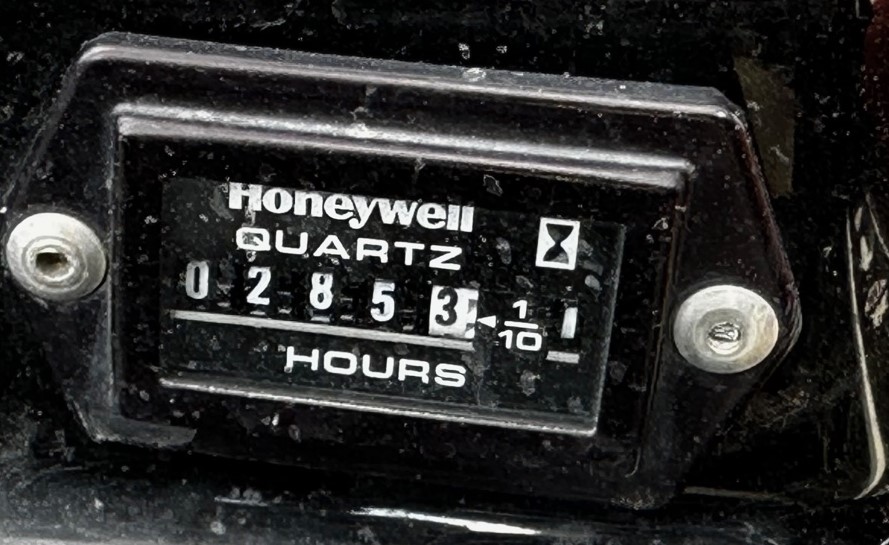 Honeywell
QUARTZ
0 2 8 5 3 1/10
HOURS